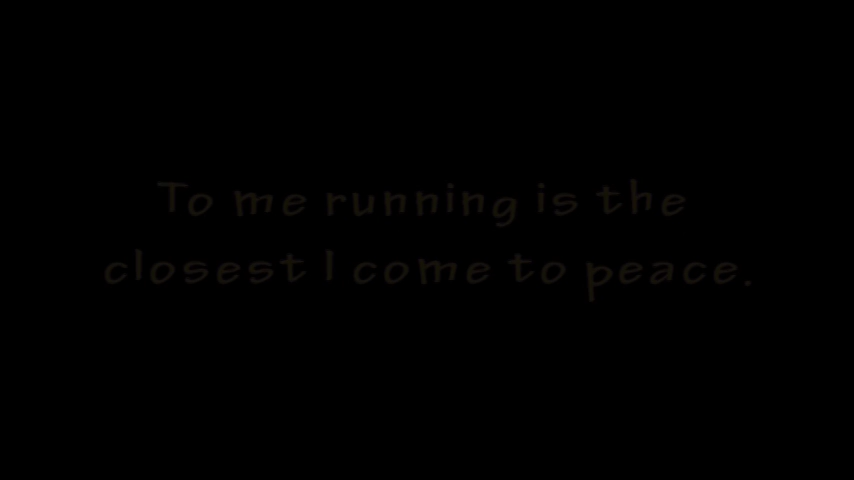 To me running is the
closest I come to peace.